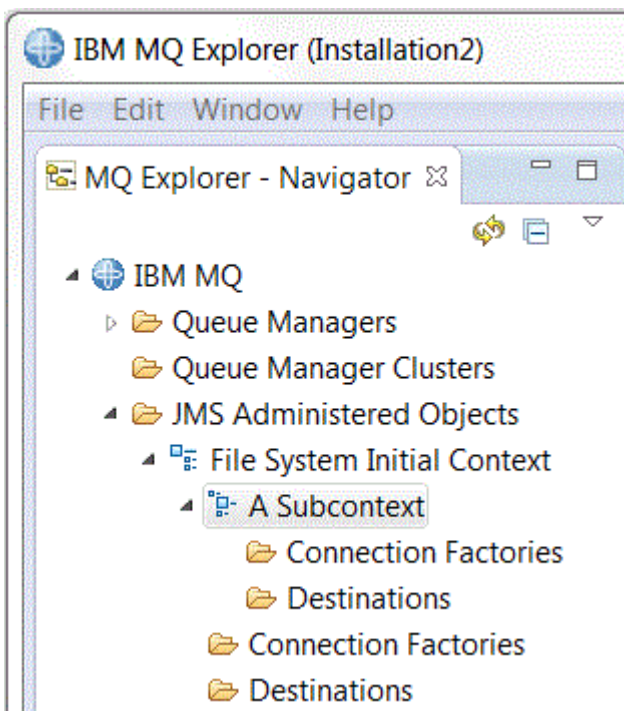 IBM MQ Explorer (Installation2)
File Edit Window Help
MQ Explorer - Navigator
IBM MQ
Queue Managers
Queue Manager Clusters
JMS Administered Objects
File System Initial Context
A Subcontext
Connection Factories
Destinations
Connection Factories
Destinations